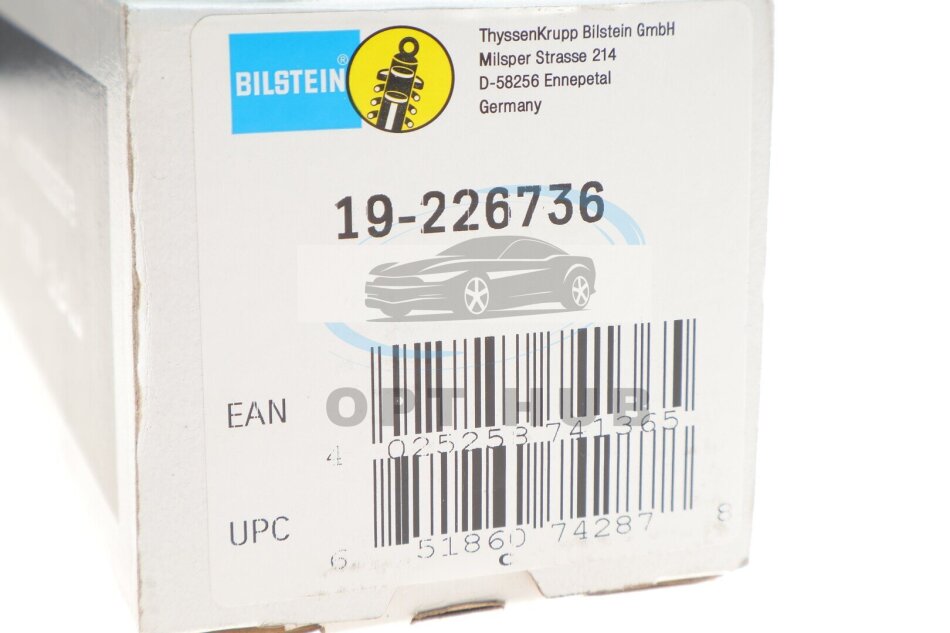 BILSTEIN®
ThyssenKrupp Bilstein GmbH
Milsper Strasse 214
D-58256 Ennepetal
Germany
19-226736
OPT HUB
EAN
4 025258 741365
UPC
6 51860 74287 8
c